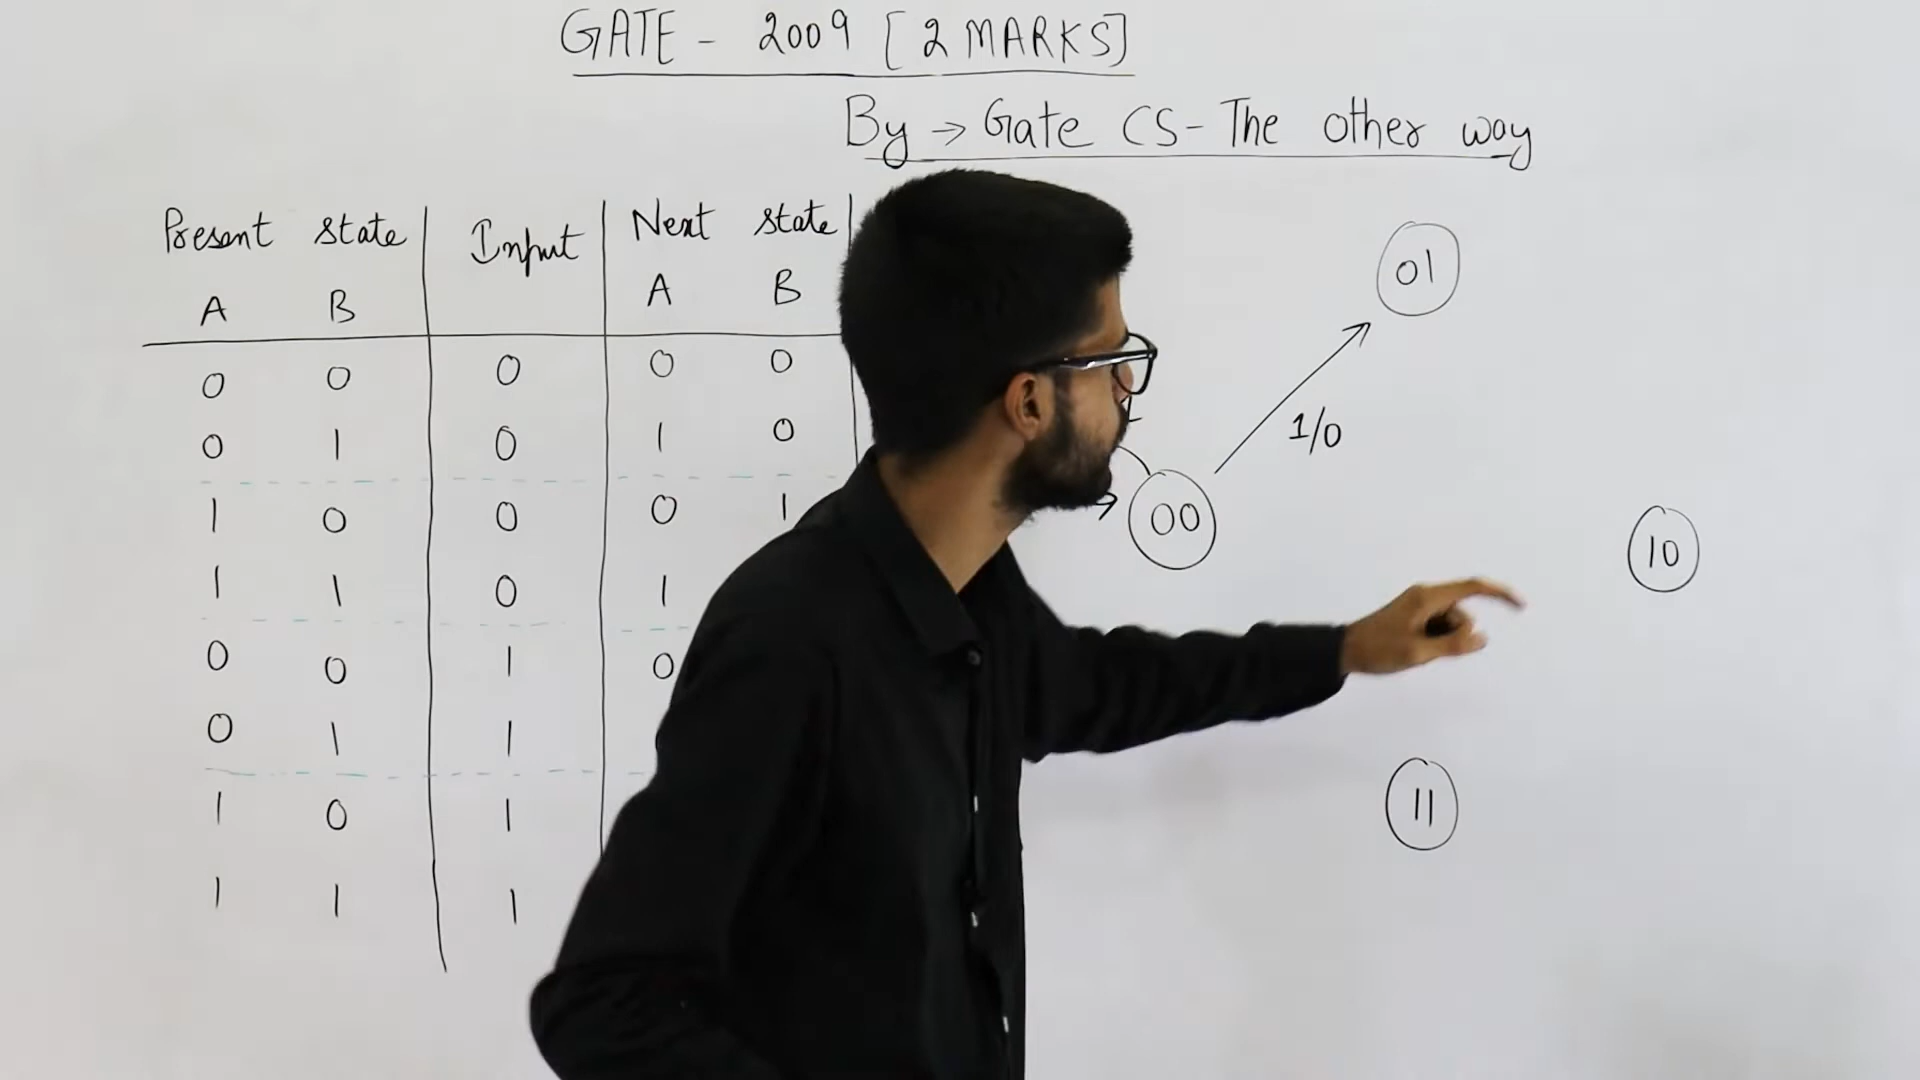 GATE - 2009 [2 MARKS]
By → Gate CS - The other way
Present state | Input | Next state
A B A B
0 0 0 0 0
0 1 0 1 0
1 0 0 0 1
1 1 0 1
0 0 1 0
0 1 1
1 0 1
1 1 1
01
1/0
00
10
11